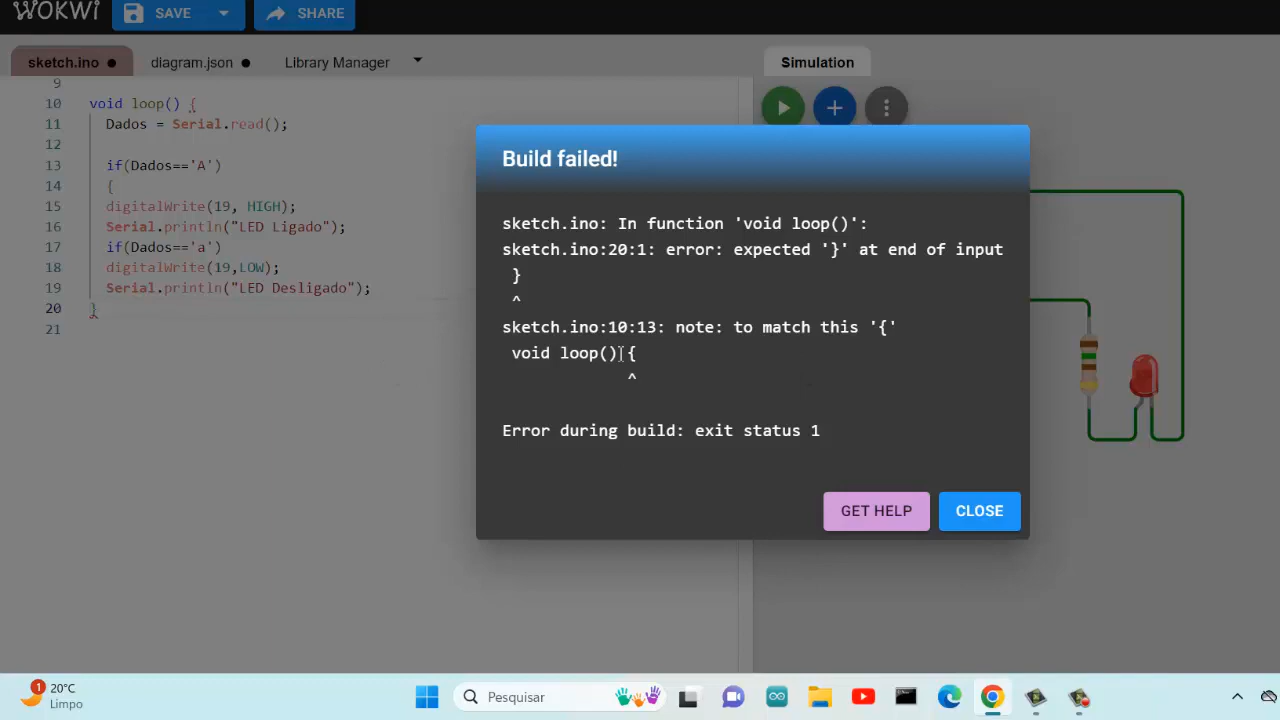 WOKWI
SAVE
SHARE
sketch.ino
diagram.json
Library Manager
Simulation
9
10 void loop() {
11 Dados = Serial.read();
12
13 if(Dados=='A')
14 {
15 digitalWrite(19, HIGH);
16 Serial.println("LED Ligado");
17 if(Dados=='a')
18 digitalWrite(19,LOW);
19 Serial.println("LED Desligado");
20 }
21
Build failed!
sketch.ino: In function 'void loop()':
sketch.ino:20:1: error: expected '}' at end of input
}
^
sketch.ino:10:13: note: to match this '{'
void loop() {
^
Error during build: exit status 1
GET HELP
CLOSE
1
20°C
Limpo
Pesquisar